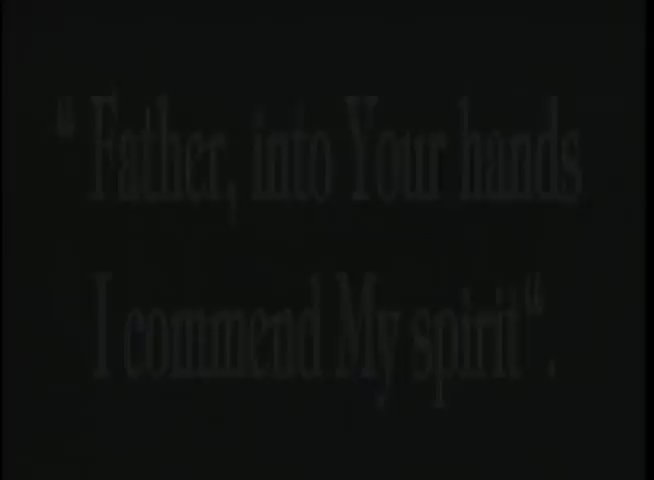 “ Father, into Your hands
I commend My spirit“.